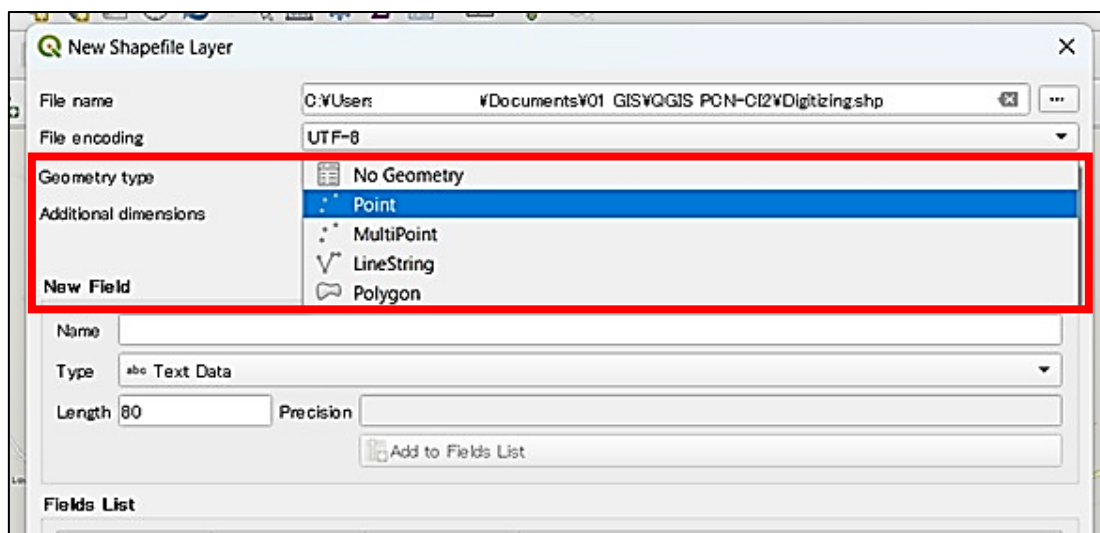 New Shapefile Layer
File name C:¥Users ¥Documents¥01 GIS¥QGIS PCN-CI2¥Digitizing.shp ...
File encoding UTF-8
Geometry type No Geometry
Point
Additional dimensions
MultiPoint
LineString
New Field
Polygon
Name
Type abc Text Data
Length 80 Precision
Add to Fields List
Fields List